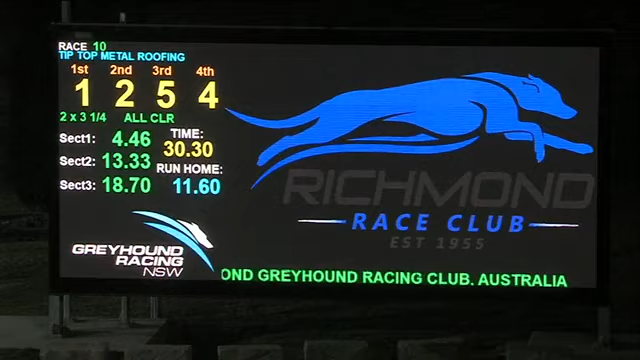 RACE 10
TIP TOP METAL ROOFING
1st 2nd 3rd 4th
1 2 5 4
2 x 3 1/4 ALL CLR
Sect1: 4.46
Sect2: 13.33
Sect3: 18.70
TIME:
30.30
RUN HOME:
11.60
RICHMOND
RACE CLUB
EST 1955
GREYHOUND
RACING
NSW
OND GREYHOUND RACING CLUB. AUSTRALIA